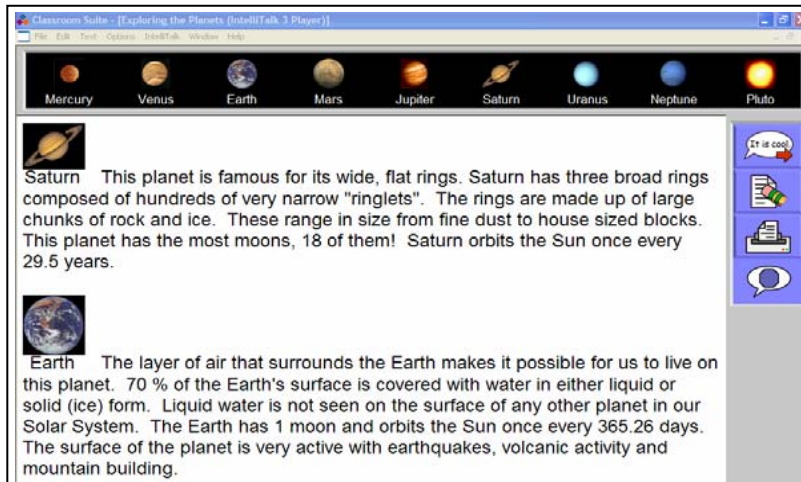 Classroom Suite - [Exploring the Planets (IntelliTalk 3 Player)]
File Edit Text Options IntelliTalk Window Help
Mercury Venus Earth Mars Jupiter Saturn Uranus Neptune Pluto
It is cool
Saturn This planet is famous for its wide, flat rings. Saturn has three broad rings
composed of hundreds of very narrow "ringlets". The rings are made up of large
chunks of rock and ice. These range in size from fine dust to house sized blocks.
This planet has the most moons, 18 of them! Saturn orbits the Sun once every
29.5 years.
Earth The layer of air that surrounds the Earth makes it possible for us to live on
this planet. 70 % of the Earth's surface is covered with water in either liquid or
solid (ice) form. Liquid water is not seen on the surface of any other planet in our
Solar System. The Earth has 1 moon and orbits the Sun once every 365.26 days.
The surface of the planet is very active with earthquakes, volcanic activity and
mountain building.